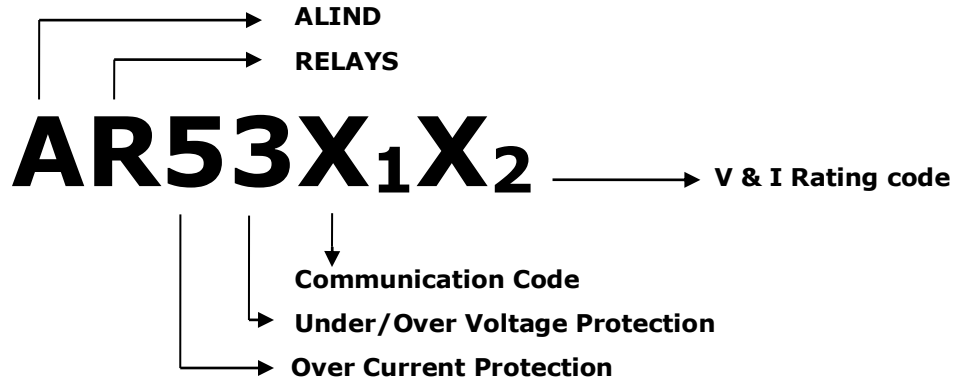 ALIND
RELAYS
AR53X₁X₂
V & I Rating code
Communication Code
Under/Over Voltage Protection
Over Current Protection